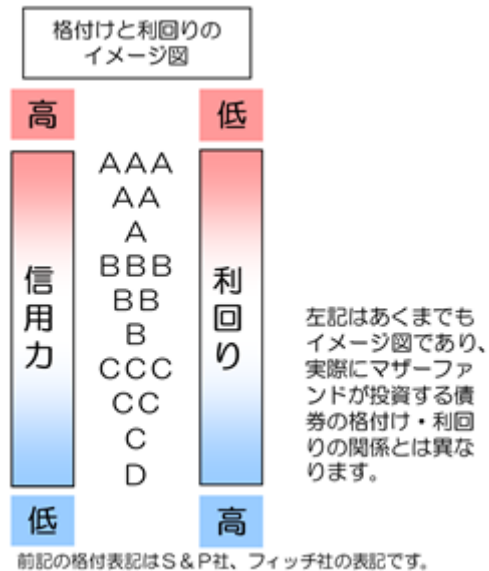 格付けと利回りの
イメージ図
高
低
AAA
AA
A
BBB
BB
B
CCC
CC
C
D
信用力
利回り
左記はあくまでも
イメージ図であり、
実際にマザーファ
ンドが投資する債
券の格付け・利回
りの関係とは異な
ります。
低
高
前記の格付表記はS&P社、フィッチ社の表記です。